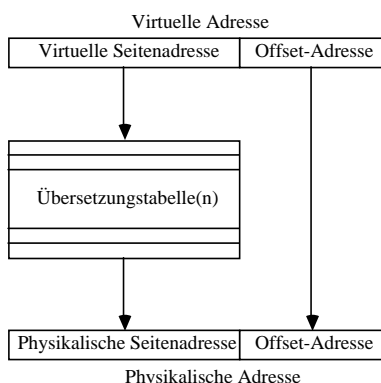 Virtuelle Adresse
Virtuelle Seitenadresse Offset-Adresse
Übersetzungstabelle(n)
Physikalische Seitenadresse Offset-Adresse
Physikalische Adresse